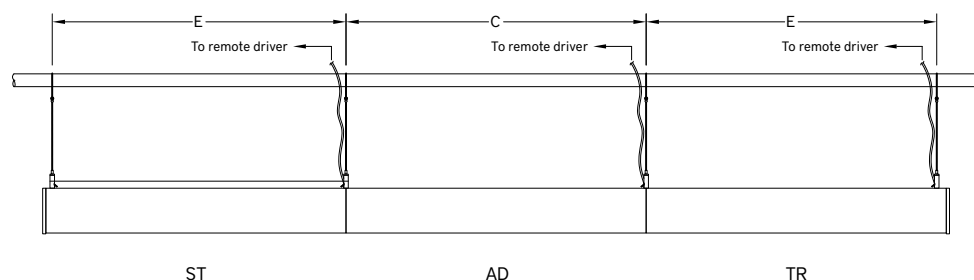 E C E
To remote driver To remote driver To remote driver
ST AD TR